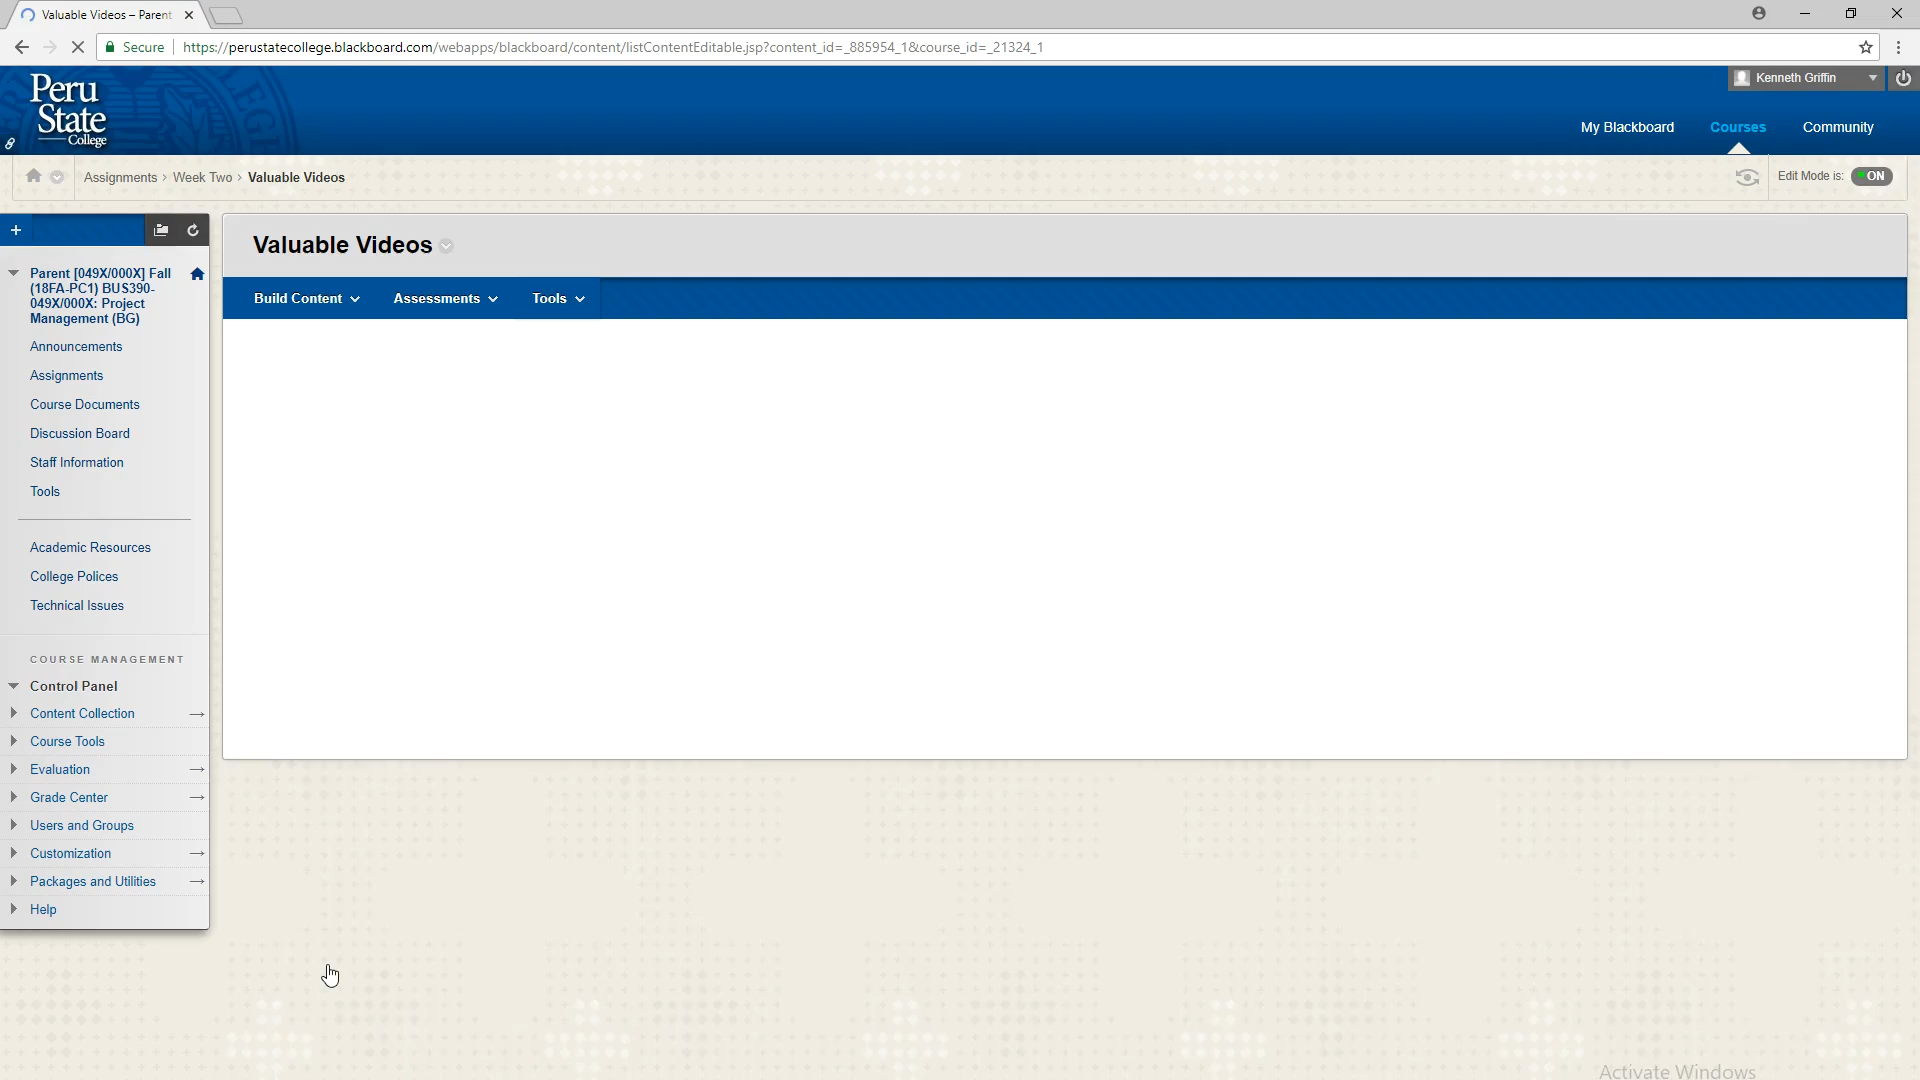 Valuable Videos – Parent
Secure https://perustatecollege.blackboard.com/webapps/blackboard/content/listContentEditable.jsp?content_id=_885954_1&course_id=_21324_1
Peru
State
College
Kenneth Griffin
My Blackboard Courses Community
Assignments > Week Two > Valuable Videos
Edit Mode is: ON
Valuable Videos
Build Content Assessments Tools
Parent [049X/000X] Fall
(18FA-PC1) BUS390-
049X/000X: Project
Management (BG)
Announcements
Assignments
Course Documents
Discussion Board
Staff Information
Tools
Academic Resources
College Polices
Technical Issues
COURSE MANAGEMENT
Control Panel
Content Collection
Course Tools
Evaluation
Grade Center
Users and Groups
Customization
Packages and Utilities
Help
Activate Windows